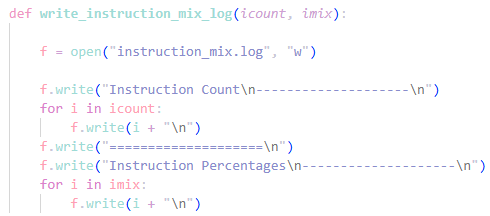 def write_instruction_mix_log(icount, imix):
f = open("instruction_mix.log", "w")
f.write("Instruction Count\n--------------------\n")
for i in icount:
f.write(i + "\n")
f.write("====================\n")
f.write("Instruction Percentages\n--------------------\n")
for i in imix:
f.write(i + "\n")